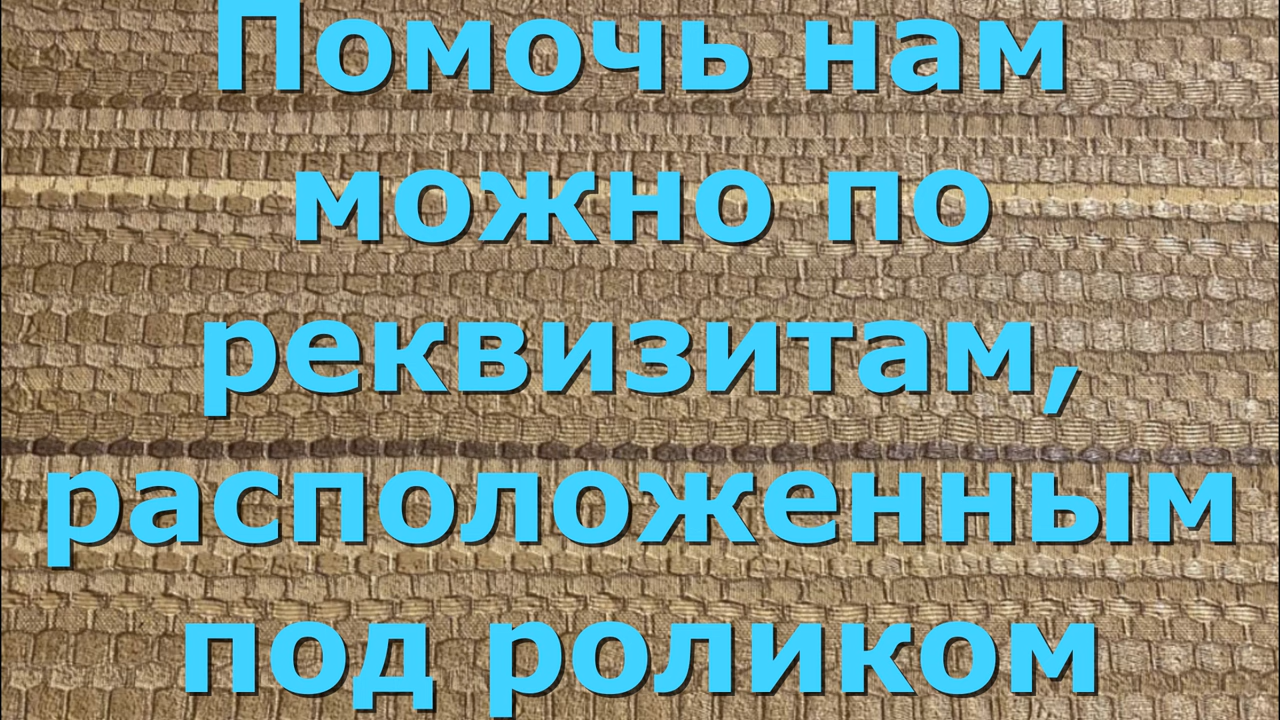 Помочь нам
можно по
реквизитам,
расположенным
под роликом